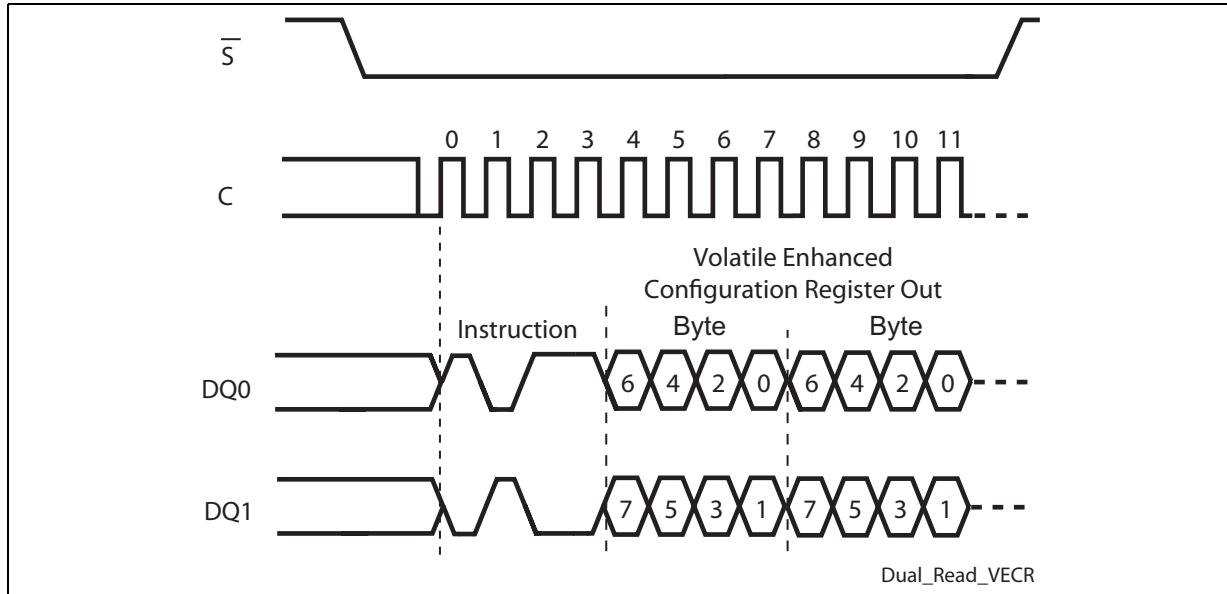 S
0 1 2 3 4 5 6 7 8 9 10 11
C
Volatile Enhanced
Configuration Register Out
Instruction Byte Byte
DQ0 6 4 2 0 6 4 2 0
DQ1 7 5 3 1 7 5 3 1
Dual_Read_VECR